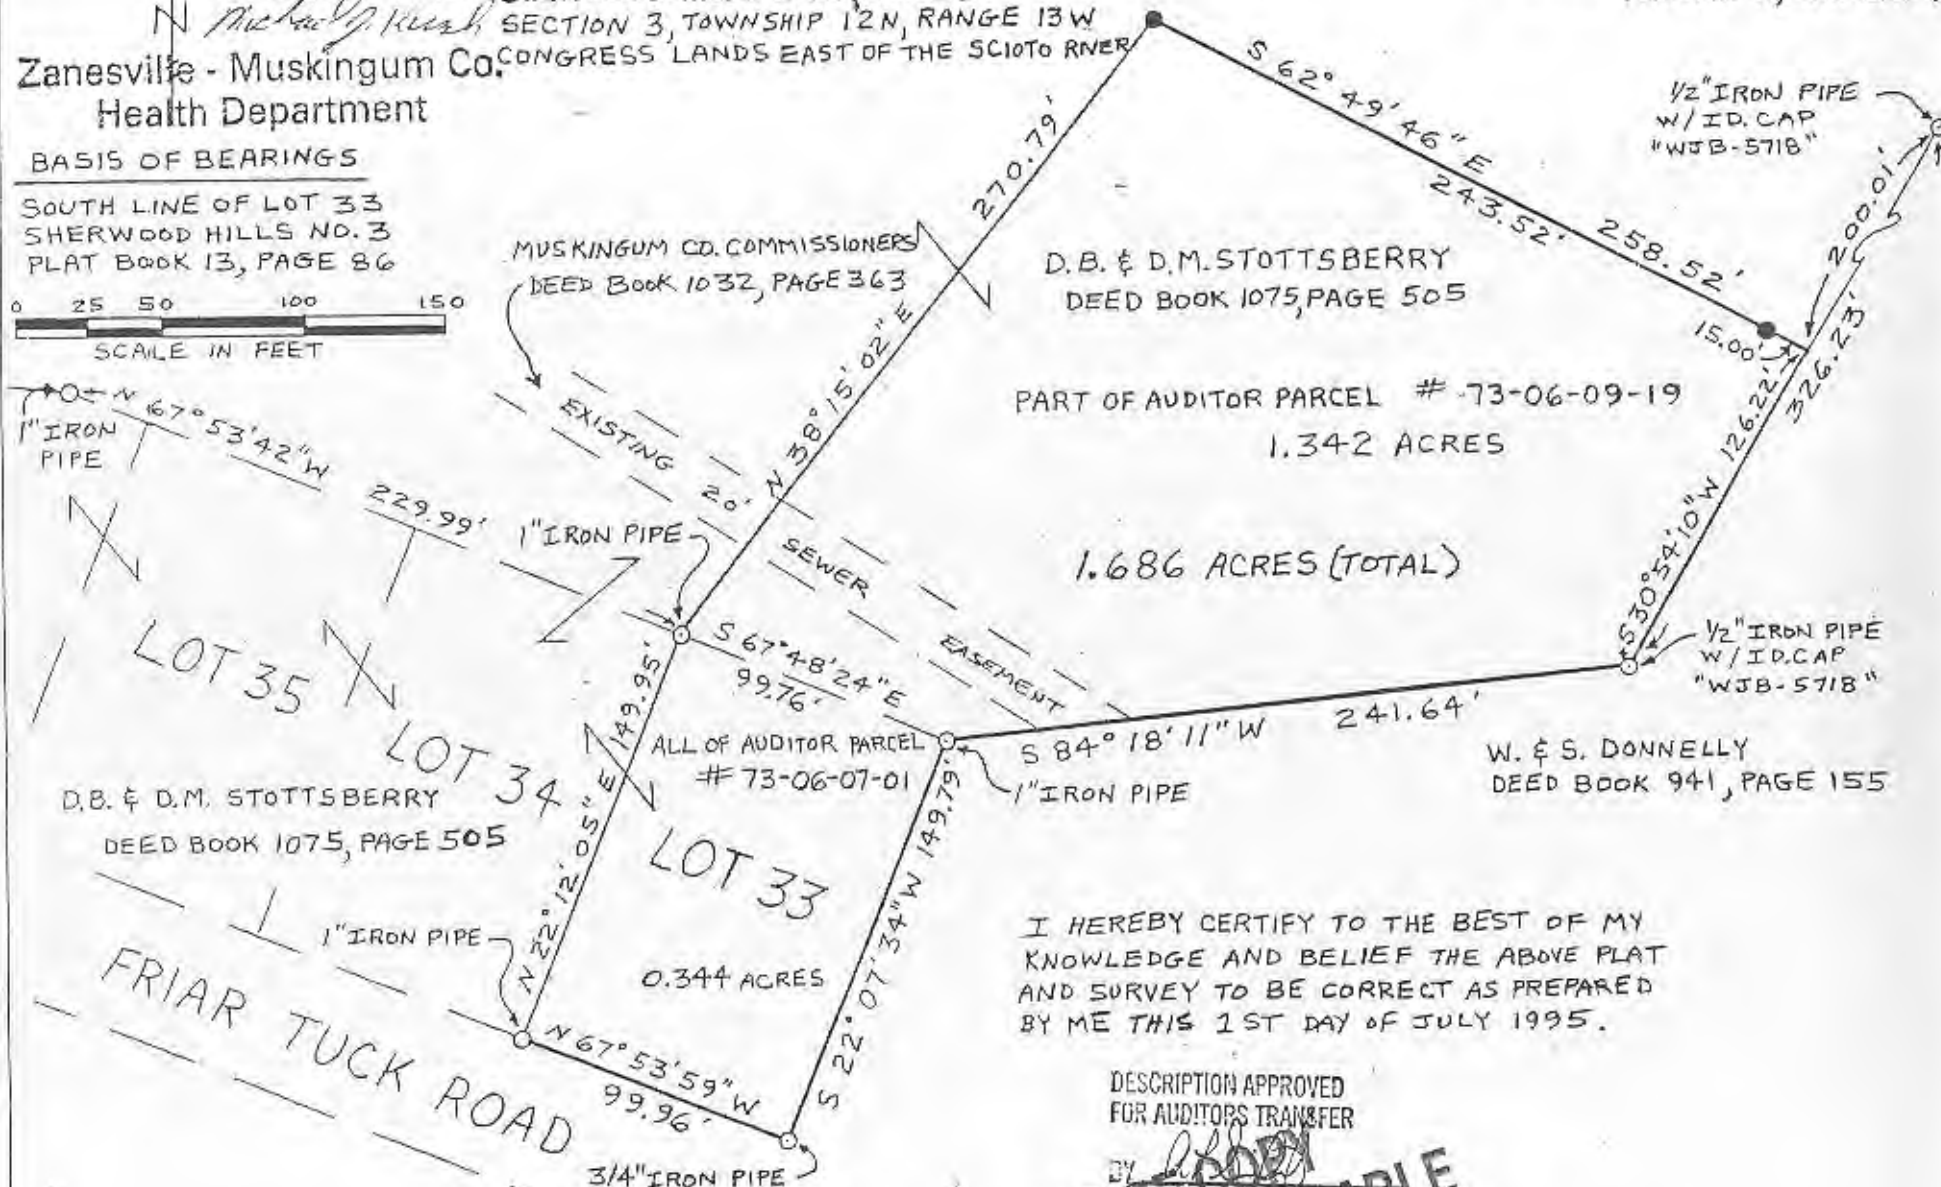 N
SECTION 3, TOWNSHIP 12N, RANGE 13W
CONGRESS LANDS EAST OF THE SCIOTO RIVER
Zanesville - Muskingum Co.
Health Department
BASIS OF BEARINGS
SOUTH LINE OF LOT 33
SHERWOOD HILLS NO. 3
PLAT BOOK 13, PAGE 86
0 25 50 100 150
SCALE IN FEET
1" IRON
PIPE
N 67° 53' 42" W
229.99'
MUSKINGUM CO. COMMISSIONERS
DEED BOOK 1032, PAGE 363
EXISTING
20'
SEWER
EASEMENT
N 38° 15' 02" E
270.79'
S 62° 49' 46" E
243.52'
258.52'
15.00'
1/2" IRON PIPE
W/ ID. CAP
"WJB-5718"
200.01'
326.23'
D.B. & D.M. STOTTSBERRY
DEED BOOK 1075, PAGE 505
PART OF AUDITOR PARCEL # 73-06-09-19
1.342 ACRES
1.686 ACRES (TOTAL)
S 30° 54' 10" W 126.22'
1/2" IRON PIPE
W/ ID. CAP
"WJB-5718"
1" IRON PIPE
S 67° 48' 24" E
99.76'
S 84° 18' 11" W 241.64'
W. & S. DONNELLY
DEED BOOK 941, PAGE 155
1" IRON PIPE
ALL OF AUDITOR PARCEL
# 73-06-07-01
LOT 35
LOT 34
LOT 33
D.B. & D.M. STOTTSBERRY
DEED BOOK 1075, PAGE 505
N 22° 12' 05" E 149.95'
S 22° 07' 34" W 149.79'
0.344 ACRES
1" IRON PIPE
N 67° 53' 59" W
99.96'
FRIAR TUCK ROAD
3/4" IRON PIPE
I HEREBY CERTIFY TO THE BEST OF MY
KNOWLEDGE AND BELIEF THE ABOVE PLAT
AND SURVEY TO BE CORRECT AS PREPARED
BY ME THIS 1ST DAY OF JULY 1995.
DESCRIPTION APPROVED
FOR AUDITORS TRANSFER
BY